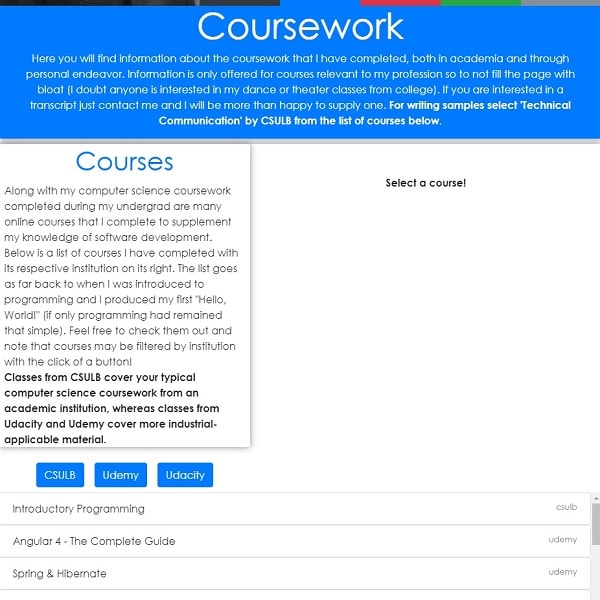 Coursework
Here you will find information about the coursework that I have completed, both in academia and through
personal endeavor. Information is only offered for courses relevant to my profession so to not fill the page with
bloat (I doubt anyone is interested in my dance or theater classes from college). If you are interested in a
transcript just contact me and I will be more than happy to supply one. For writing samples select 'Technical
Communication' by CSULB from the list of courses below.
Courses
Along with my computer science coursework
completed during my undergrad are many
online courses that I complete to supplement
my knowledge of software development.
Below is a list of courses I have completed with
its respective institution on its right. The list goes
as far back to when I was introduced to
programming and I produced my first "Hello,
World!" (if only programming had remained
that simple). Feel free to check them out and
note that courses may be filtered by institution
with the click of a button!
Classes from CSULB cover your typical
computer science coursework from an
academic institution, whereas classes from
Udacity and Udemy cover more industrial-
applicable material.
Select a course!
CSULB Udemy Udacity
Introductory Programming csulb
Angular 4 - The Complete Guide udemy
Spring & Hibernate udemy